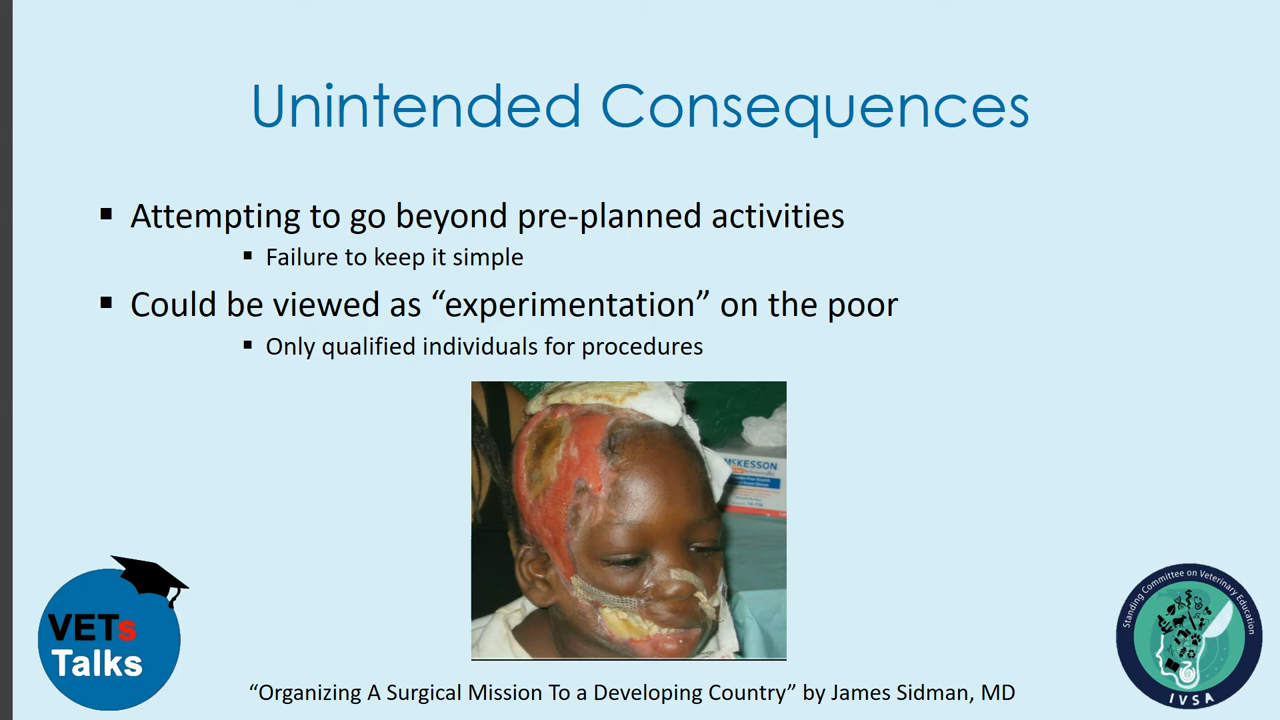 Unintended Consequences
Attempting to go beyond pre-planned activities
Failure to keep it simple
Could be viewed as “experimentation” on the poor
Only qualified individuals for procedures
McKESSON
VETs
Talks
Standing Committee on Veterinary Education
IVSA
“Organizing A Surgical Mission To a Developing Country” by James Sidman, MD